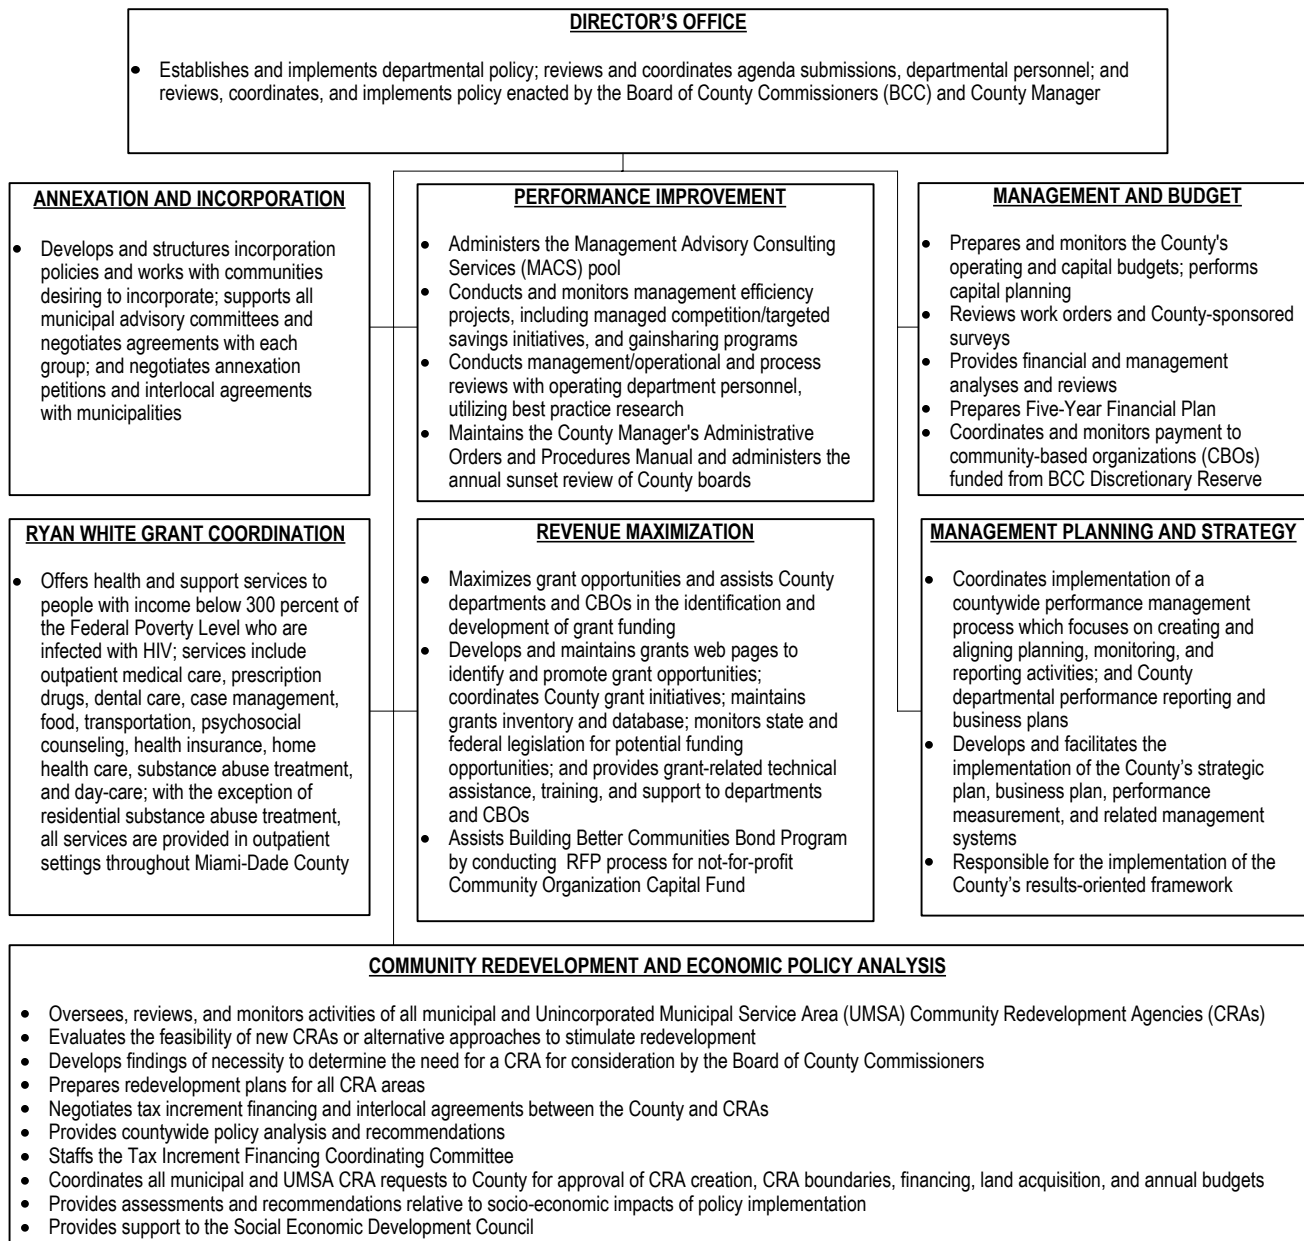 DIRECTOR'S OFFICE
• Establishes and implements departmental policy; reviews and coordinates agenda submissions, departmental personnel; and
reviews, coordinates, and implements policy enacted by the Board of County Commissioners (BCC) and County Manager
ANNEXATION AND INCORPORATION
• Develops and structures incorporation
policies and works with communities
desiring to incorporate; supports all
municipal advisory committees and
negotiates agreements with each
group; and negotiates annexation
petitions and interlocal agreements
with municipalities
PERFORMANCE IMPROVEMENT
• Administers the Management Advisory Consulting
Services (MACS) pool
• Conducts and monitors management efficiency
projects, including managed competition/targeted
savings initiatives, and gainsharing programs
• Conducts management/operational and process
reviews with operating department personnel,
utilizing best practice research
• Maintains the County Manager's Administrative
Orders and Procedures Manual and administers the
annual sunset review of County boards
MANAGEMENT AND BUDGET
• Prepares and monitors the County's
operating and capital budgets; performs
capital planning
• Reviews work orders and County-sponsored
surveys
• Provides financial and management
analyses and reviews
• Prepares Five-Year Financial Plan
• Coordinates and monitors payment to
community-based organizations (CBOs)
funded from BCC Discretionary Reserve
RYAN WHITE GRANT COORDINATION
• Offers health and support services to
people with income below 300 percent of
the Federal Poverty Level who are
infected with HIV; services include
outpatient medical care, prescription
drugs, dental care, case management,
food, transportation, psychosocial
counseling, health insurance, home
health care, substance abuse treatment,
and day-care; with the exception of
residential substance abuse treatment,
all services are provided in outpatient
settings throughout Miami-Dade County
REVENUE MAXIMIZATION
• Maximizes grant opportunities and assists County
departments and CBOs in the identification and
development of grant funding
• Develops and maintains grants web pages to
identify and promote grant opportunities;
coordinates County grant initiatives; maintains
grants inventory and database; monitors state and
federal legislation for potential funding
opportunities; and provides grant-related technical
assistance, training, and support to departments
and CBOs
• Assists Building Better Communities Bond Program
by conducting RFP process for not-for-profit
Community Organization Capital Fund
MANAGEMENT PLANNING AND STRATEGY
• Coordinates implementation of a
countywide performance management
process which focuses on creating and
aligning planning, monitoring, and
reporting activities; and County
departmental performance reporting and
business plans
• Develops and facilitates the
implementation of the County's strategic
plan, business plan, performance
measurement, and related management
systems
• Responsible for the implementation of the
County's results-oriented framework
COMMUNITY REDEVELOPMENT AND ECONOMIC POLICY ANALYSIS
• Oversees, reviews, and monitors activities of all municipal and Unincorporated Municipal Service Area (UMSA) Community Redevelopment Agencies (CRAs)
• Evaluates the feasibility of new CRAs or alternative approaches to stimulate redevelopment
• Develops findings of necessity to determine the need for a CRA for consideration by the Board of County Commissioners
• Prepares redevelopment plans for all CRA areas
• Negotiates tax increment financing and interlocal agreements between the County and CRAs
• Provides countywide policy analysis and recommendations
• Staffs the Tax Increment Financing Coordinating Committee
• Coordinates all municipal and UMSA CRA requests to County for approval of CRA creation, CRA boundaries, financing, land acquisition, and annual budgets
• Provides assessments and recommendations relative to socio-economic impacts of policy implementation
• Provides support to the Social Economic Development Council